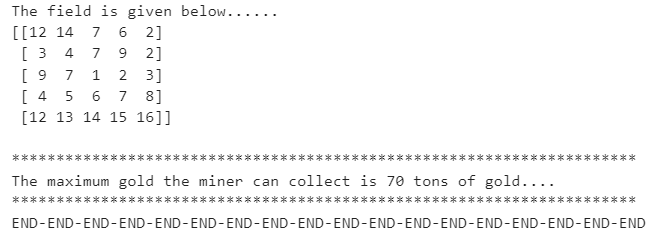 The field is given below......
[[12 14  7  6  2]
 [ 3  4  7  9  2]
 [ 9  7  1  2  3]
 [ 4  5  6  7  8]
 [12 13 14 15 16]]
**********************************************************************
The maximum gold the miner can collect is 70 tons of gold....
**********************************************************************
END-END-END-END-END-END-END-END-END-END-END-END-END-END-END-END-END-END